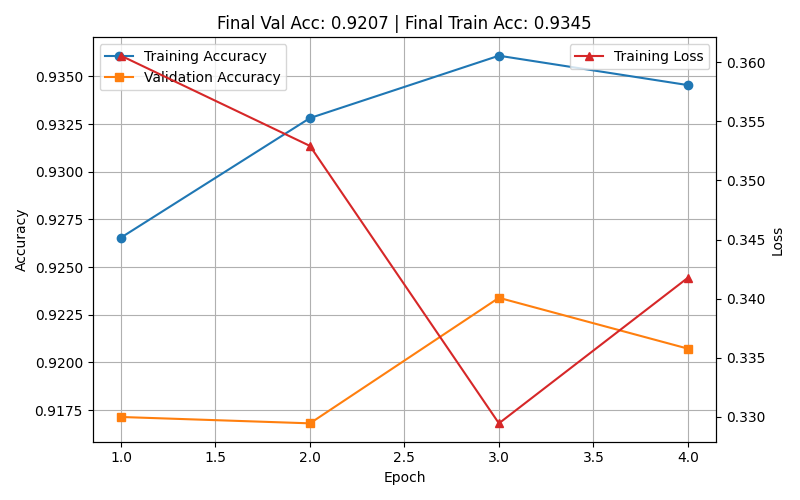 Final Val Acc: 0.9207 | Final Train Acc: 0.9345
Training Accuracy
Validation Accuracy
Training Loss
0.9350
0.9325
0.9300
0.9275
0.9250
0.9225
0.9200
0.9175
Accuracy
0.360
0.355
0.350
0.345
0.340
0.335
0.330
Loss
1.0 1.5 2.0 2.5 3.0 3.5 4.0
Epoch